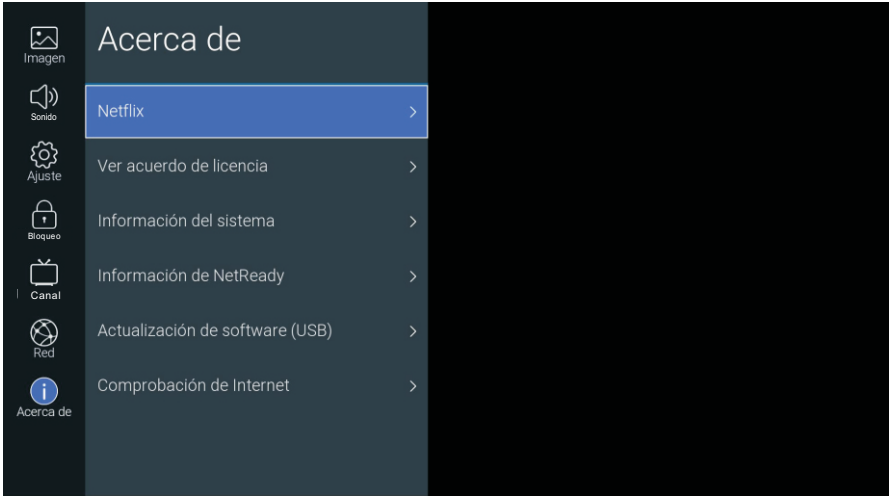 Imagen
Sonido
Ajuste
Bloqueo
Canal
Red
Acerca de
Acerca de
Netflix
Ver acuerdo de licencia
Información del sistema
Información de NetReady
Actualización de software (USB)
Comprobación de Internet